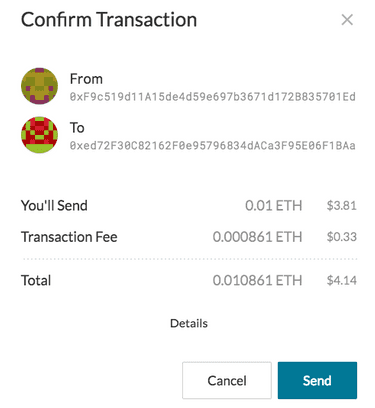 Confirm Transaction
From
0xF9c519d11A15de4d59e697b3671d172B835701Ed
To
0xed72F30C82162F0e95796834dACa3F95E06F1BAa
You'll Send 0.01 ETH $3.81
Transaction Fee 0.000861 ETH $0.33
Total 0.010861 ETH $4.14
Details
Cancel Send